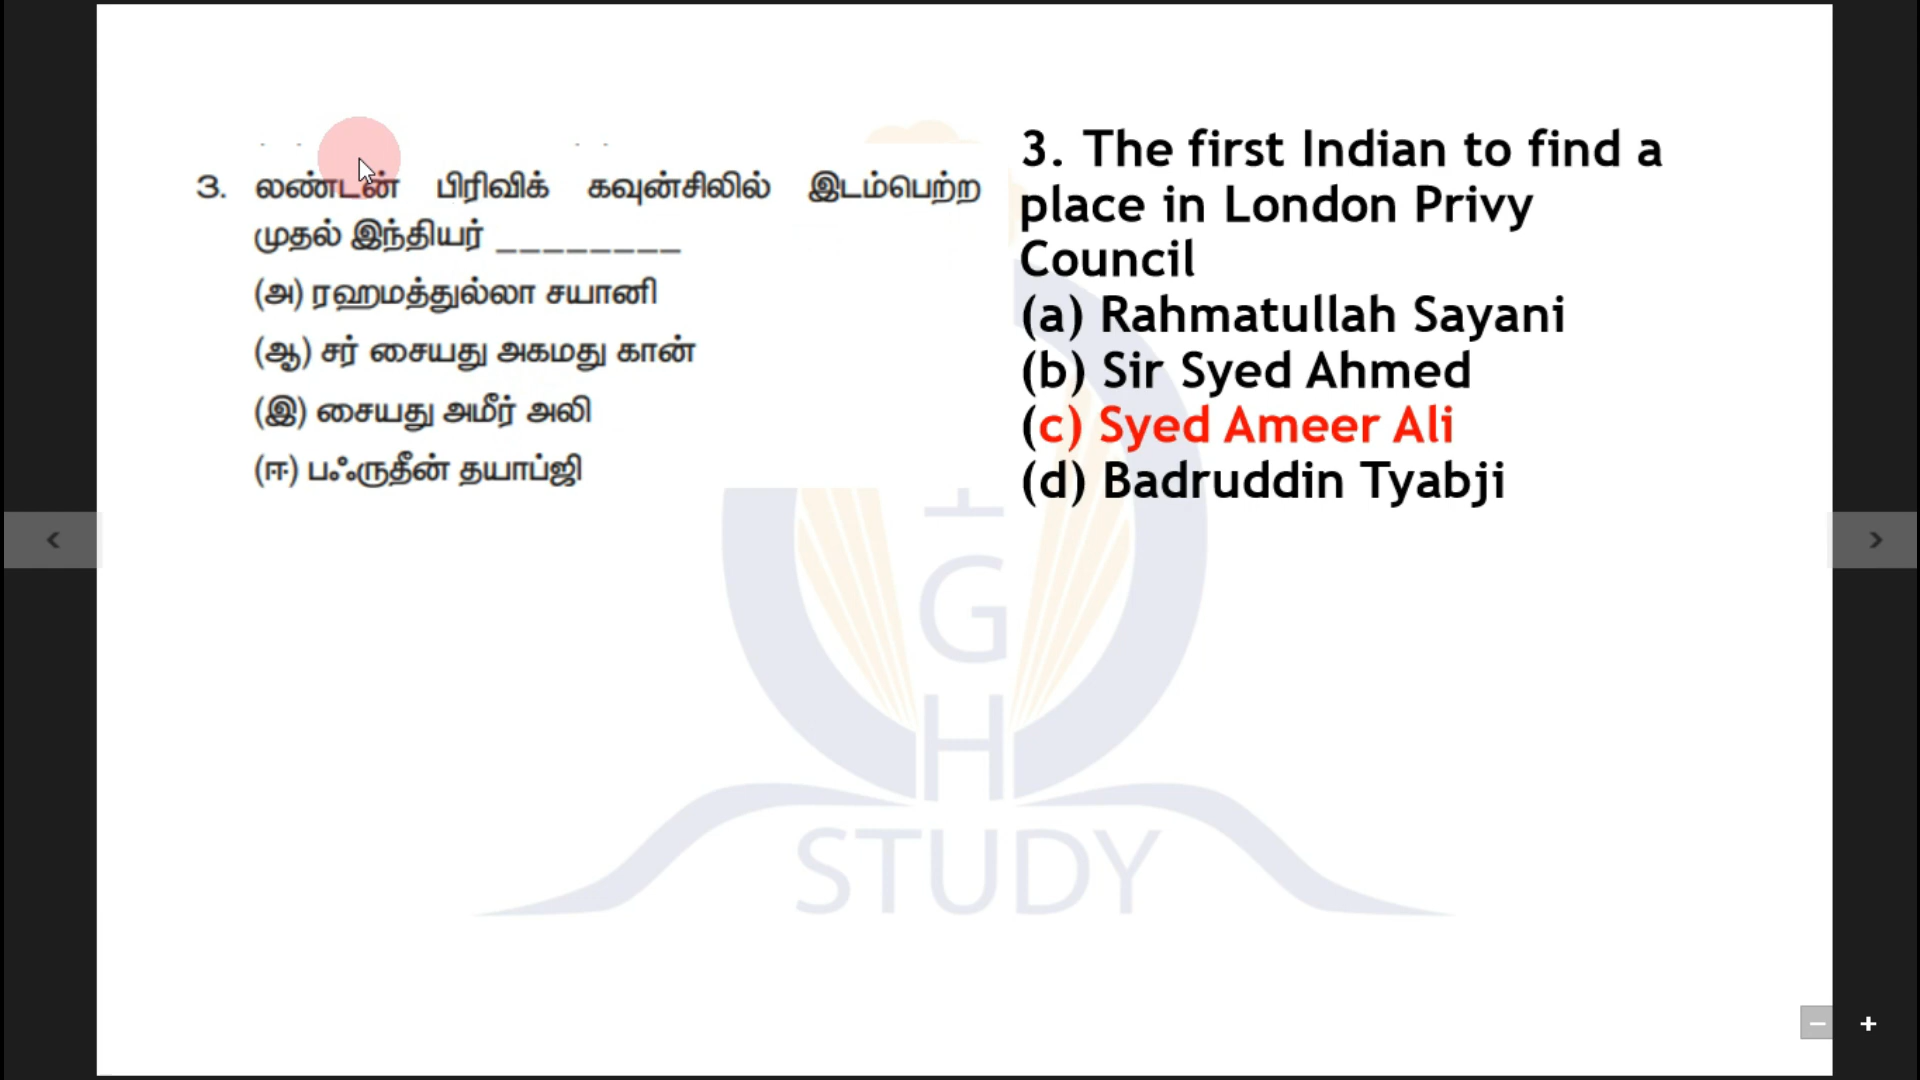 3. லண்டன் பிரிவிக் கவுன்சிலில் இடம்பெற்ற
முதல் இந்தியர் ________
(அ) ரஹமத்துல்லா சயானி
(ஆ) சர் சையது அகமது கான்
(இ) சையது அமீர் அலி
(ஈ) பஃருதீன் தயாப்ஜி
3. The first Indian to find a
place in London Privy
Council
(a) Rahmatullah Sayani
(b) Sir Syed Ahmed
(c) Syed Ameer Ali
(d) Badruddin Tyabji
G
H
STUDY